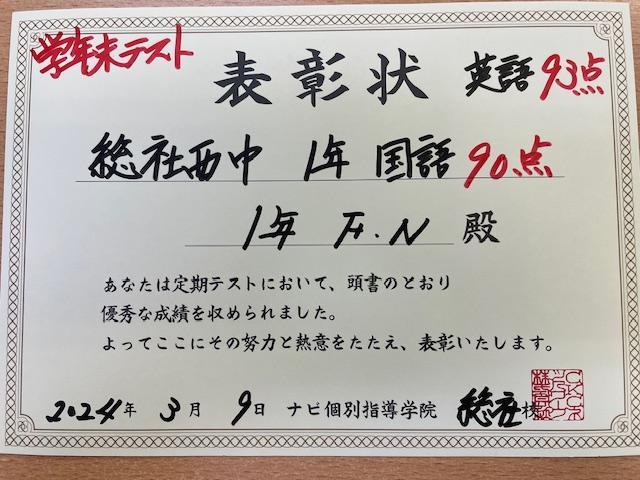 学年末テスト
表彰状 英語 93点
総社西中 1年 国語 90点
1年 F.N 殿
あなたは定期テストにおいて、頭書のとおり
優秀な成績を収められました。
よってここにその努力と熱意をたたえ、表彰いたします。
2024年 3月 9日 ナビ個別指導学院 総社校